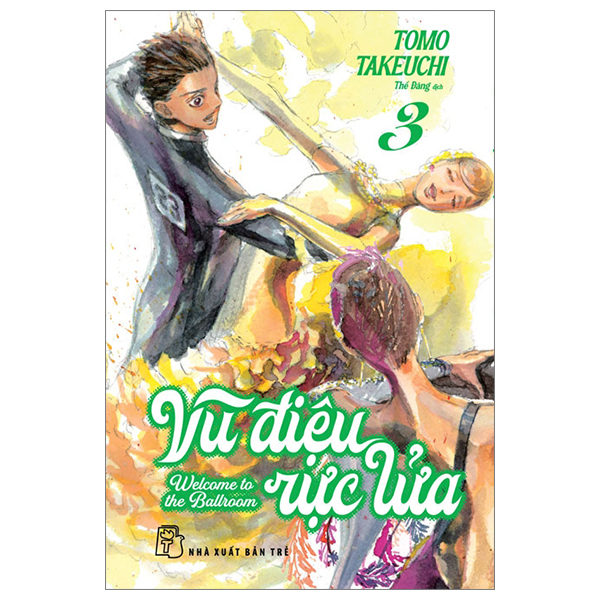 TOMO
TAKEUCHI
Thế Đăng dịch
3
Vũ điệu
Welcome to
the Ballroom
rực lửa
NHÀ XUẤT BẢN TRẺ